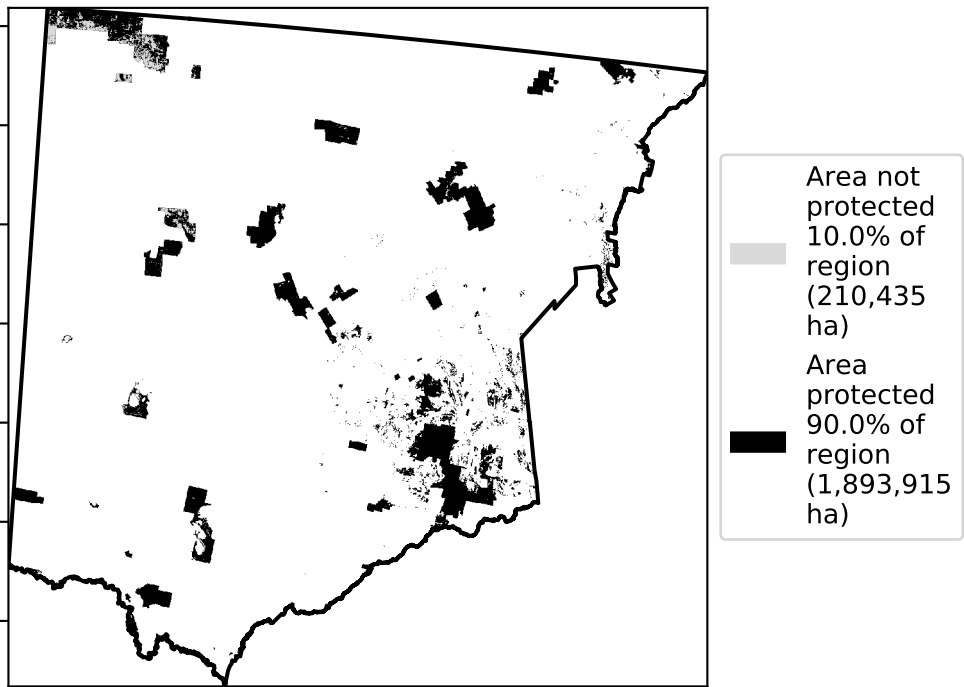 Area not
protected
10.0% of
region
(210,435
ha)
Area
protected
90.0% of
region
(1,893,915
ha)